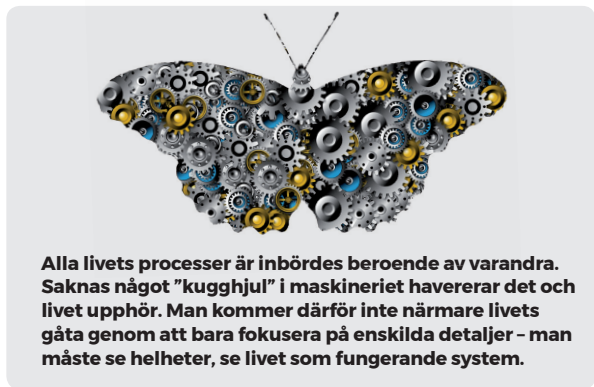 Alla livets processer är inbördes beroende av varandra.
Saknas något ”kugghjul” i maskineriet havererar det och
livet upphör. Man kommer därför inte närmare livets
gåta genom att bara fokusera på enskilda detaljer – man
måste se helheter, se livet som fungerande system.